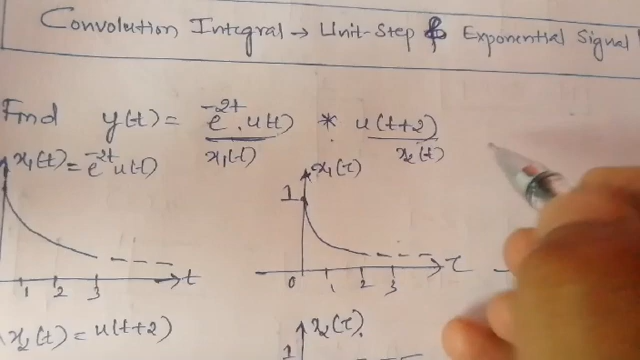 Convolution Integral → Unit-Step & Exponential Signal
Find y(t) = e^-2t . u(t) * u(t+2)
x₁(t) x₂(t)
x₁(t) = e^-2t u(t)
1 2 3 t
x₁(τ)
1
0 1 2 3 τ
x₂(t) = u(t+2)
x₂(τ).
1